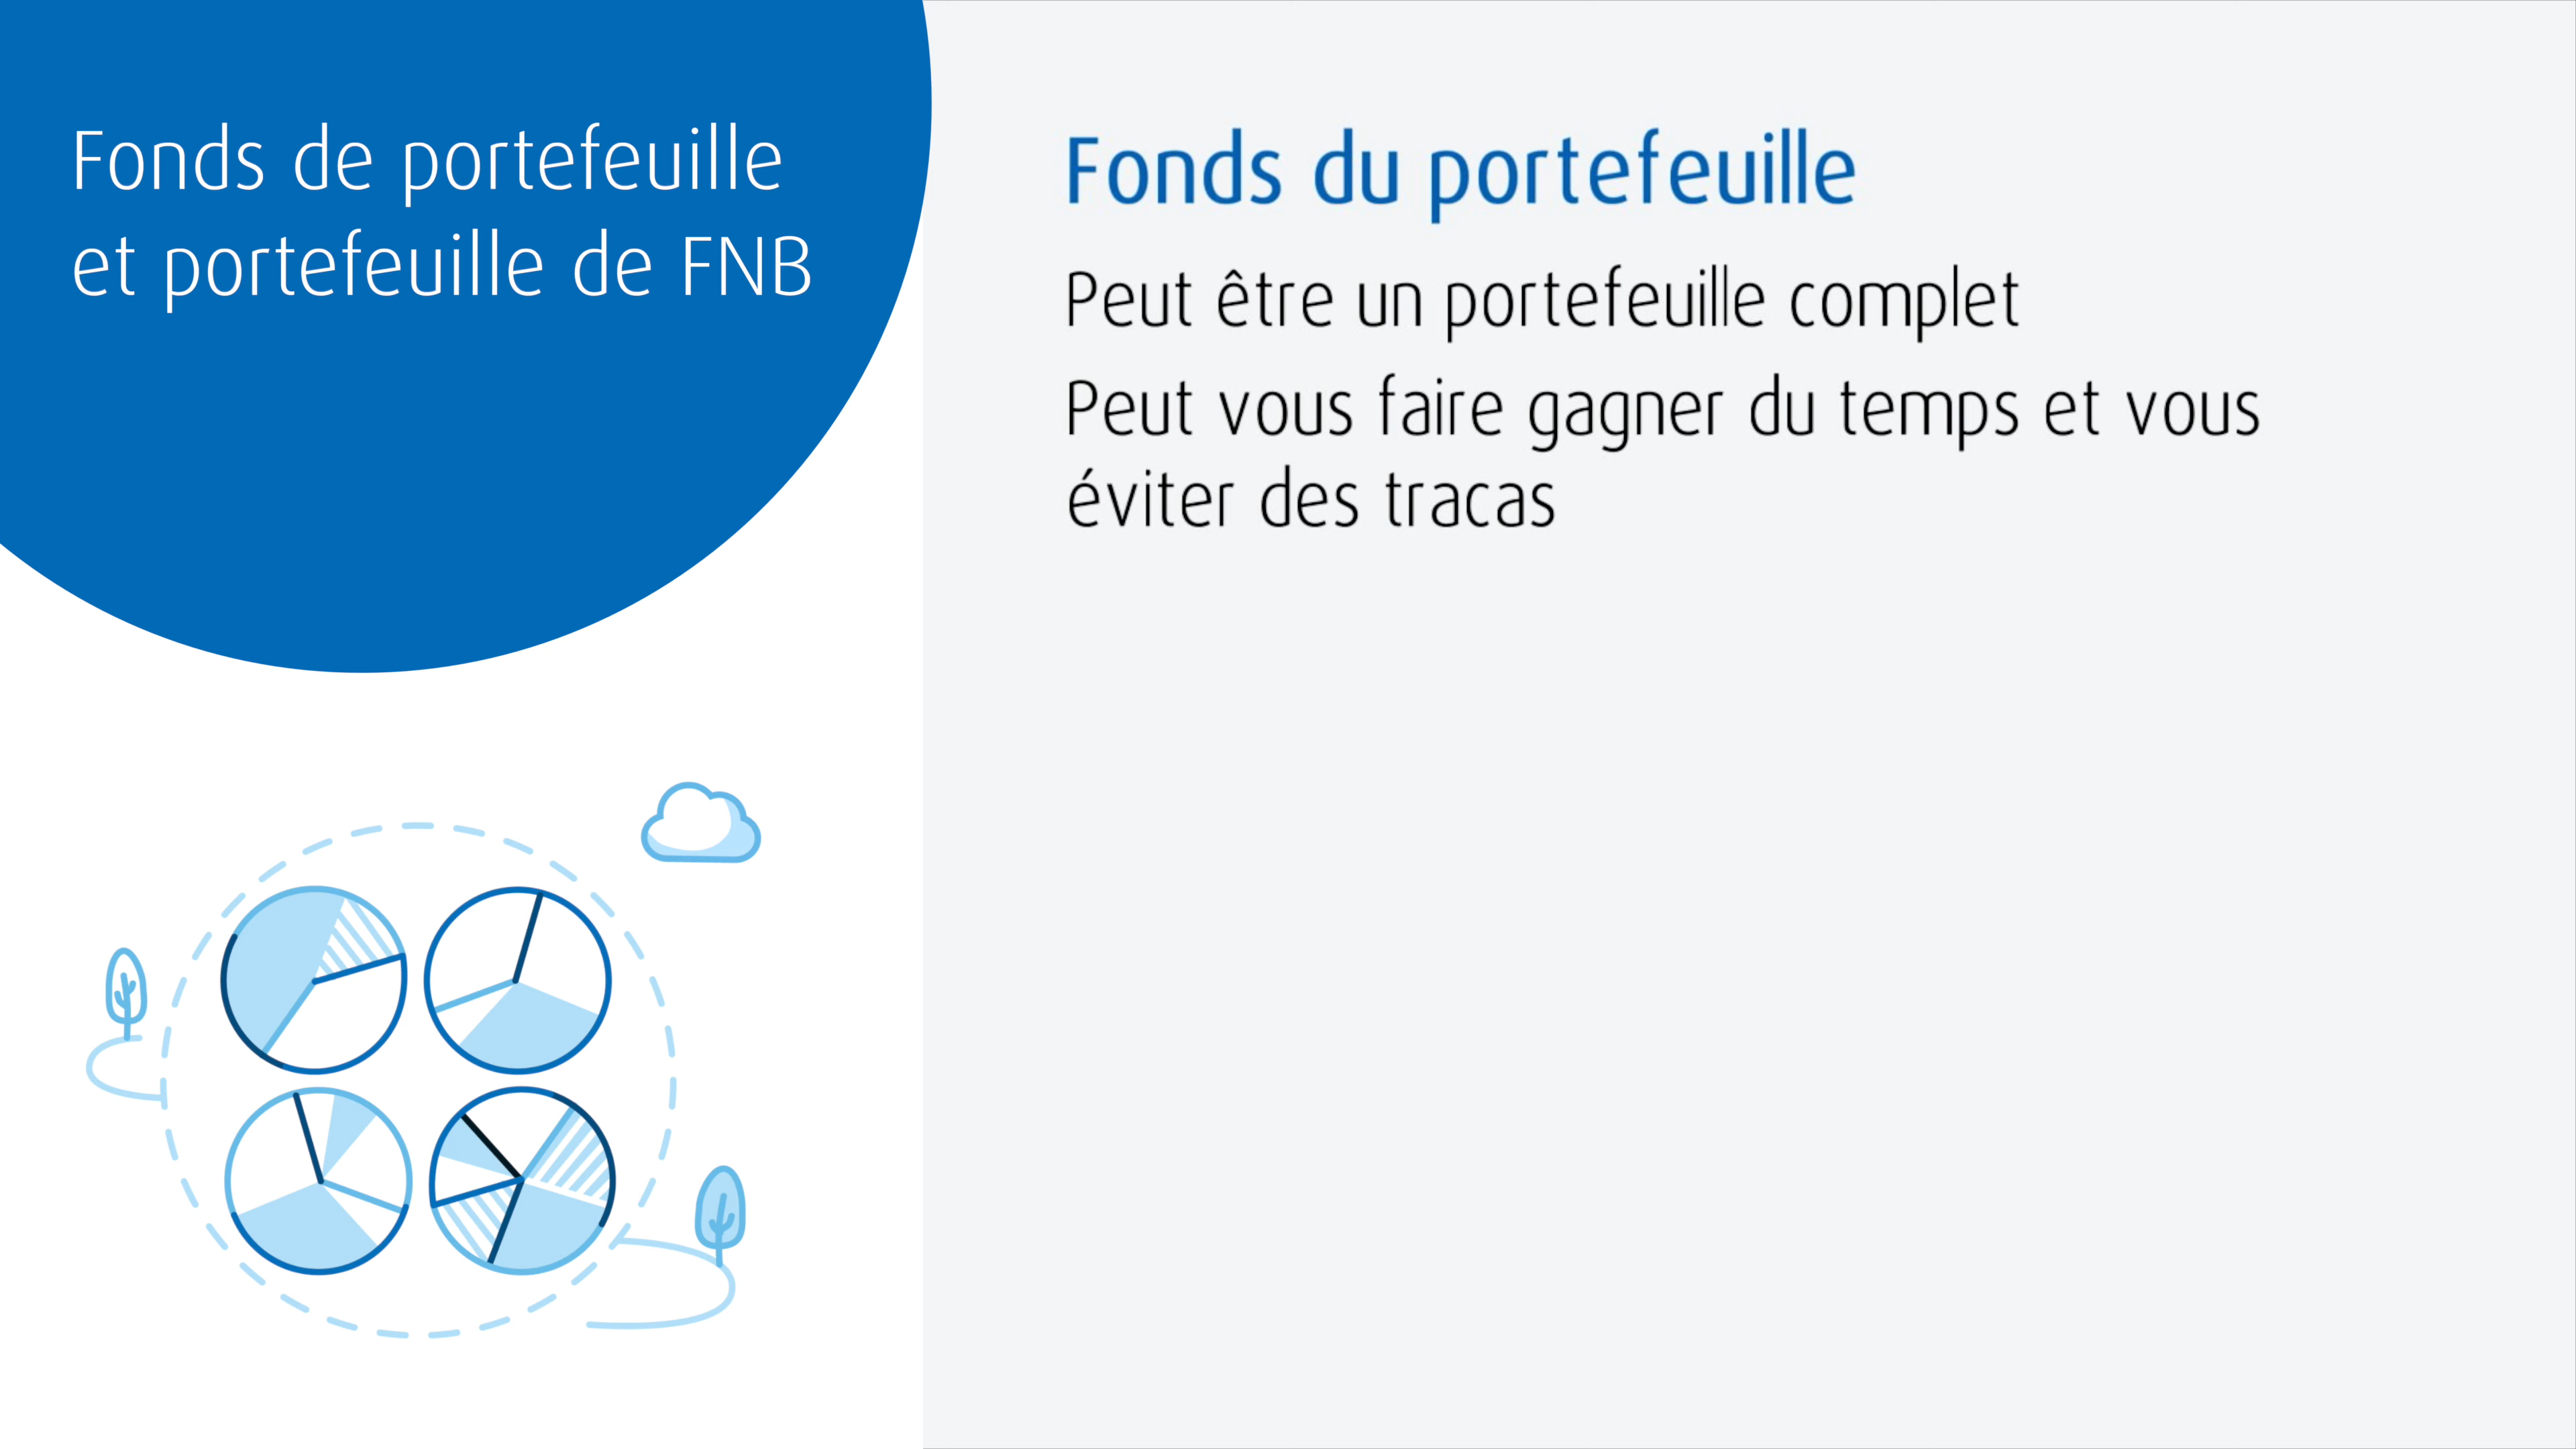 Fonds de portefeuille
et portefeuille de FNB
Fonds du portefeuille
Peut être un portefeuille complet
Peut vous faire gagner du temps et vous
éviter des tracas